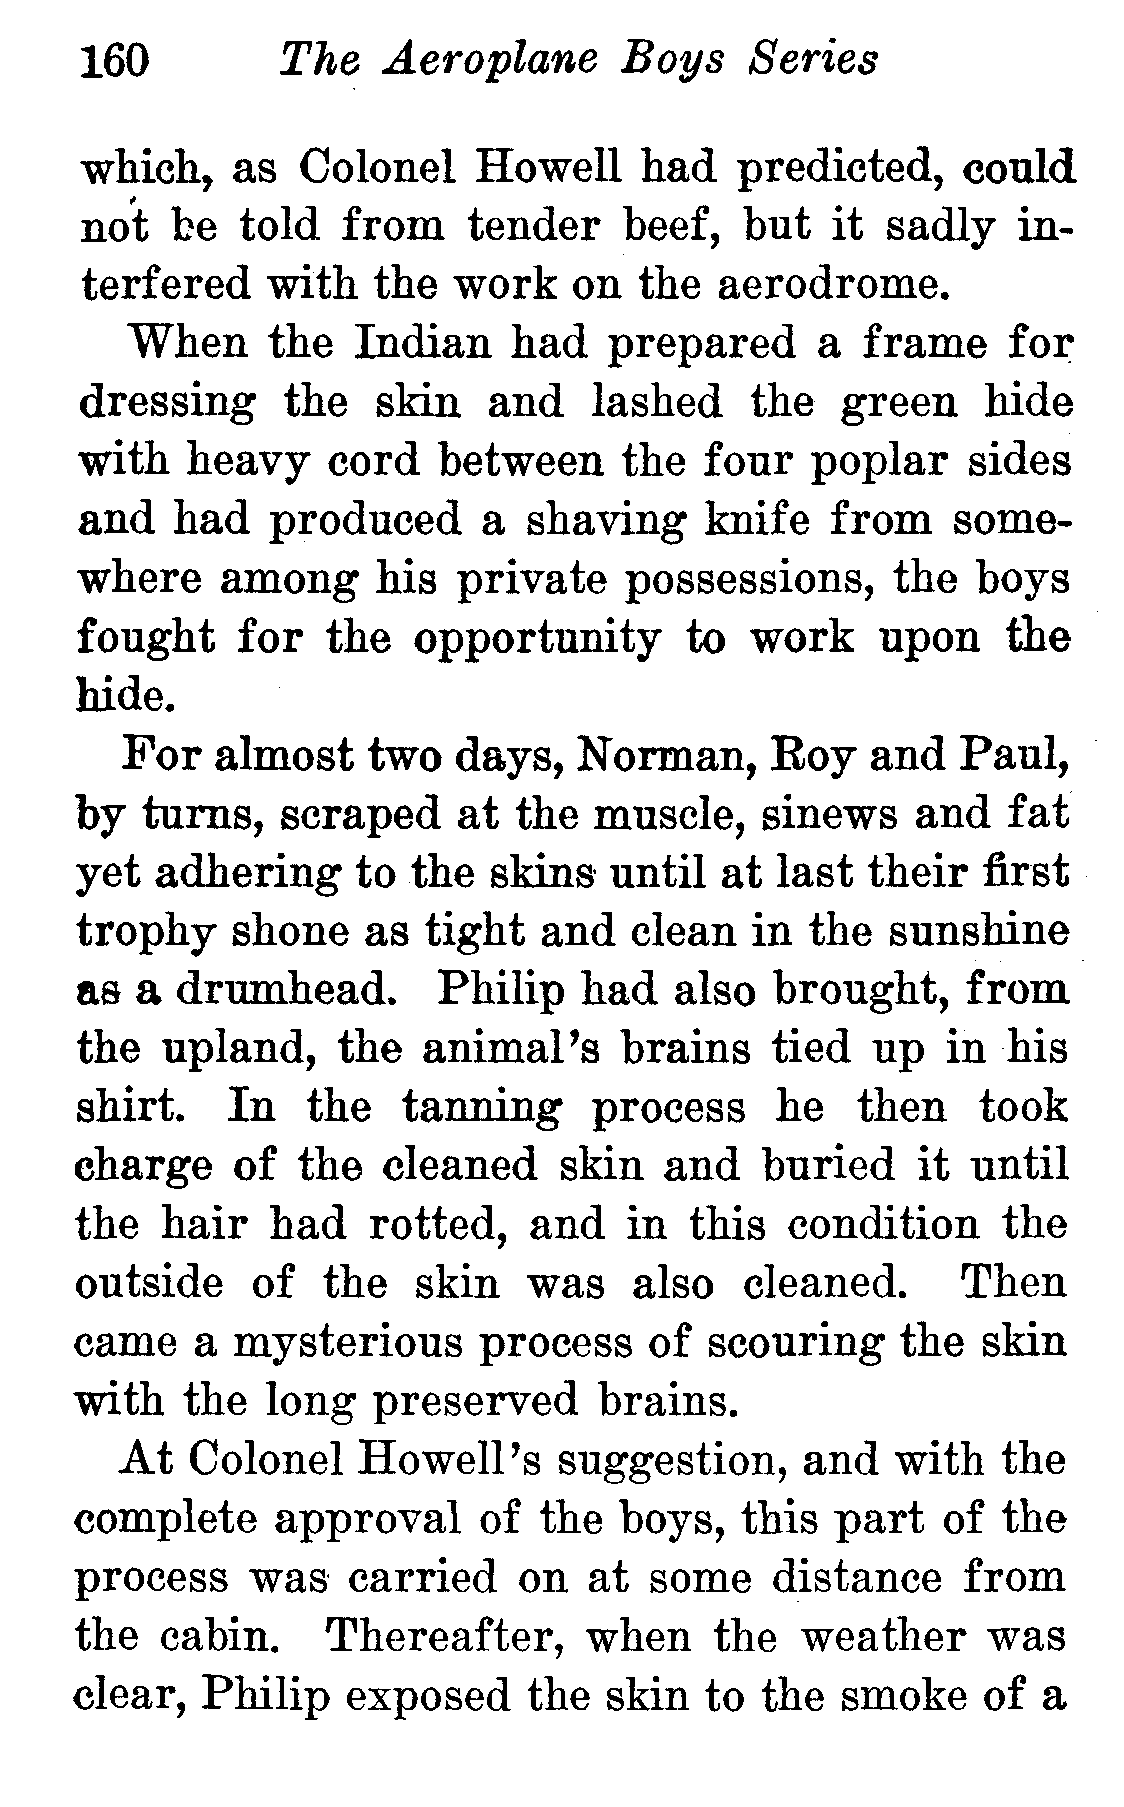 160 The Aeroplane Boys Series
which, as Colonel Howell had predicted, could
not be told from tender beef, but it sadly in-
terfered with the work on the aerodrome.
When the Indian had prepared a frame for
dressing the skin and lashed the green hide
with heavy cord between the four poplar sides
and had produced a shaving knife from some-
where among his private possessions, the boys
fought for the opportunity to work upon the
hide.
For almost two days, Norman, Roy and Paul,
by turns, scraped at the muscle, sinews and fat
yet adhering to the skins until at last their first
trophy shone as tight and clean in the sunshine
as a drumhead. Philip had also brought, from
the upland, the animal's brains tied up in his
shirt. In the tanning process he then took
charge of the cleaned skin and buried it until
the hair had rotted, and in this condition the
outside of the skin was also cleaned. Then
came a mysterious process of scouring the skin
with the long preserved brains.
At Colonel Howell's suggestion, and with the
complete approval of the boys, this part of the
process was carried on at some distance from
the cabin. Thereafter, when the weather was
clear, Philip exposed the skin to the smoke of a